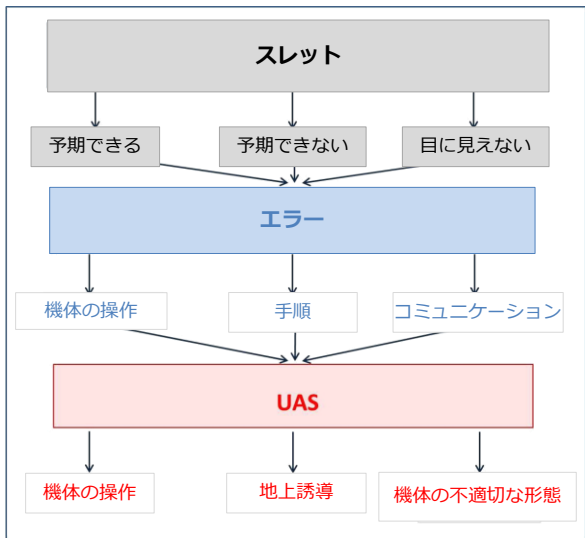 スレット
予期できる
予期できない
目に見えない
エラー
機体の操作
手順
コミュニケーション
UAS
機体の操作
地上誘導
機体の不適切な形態